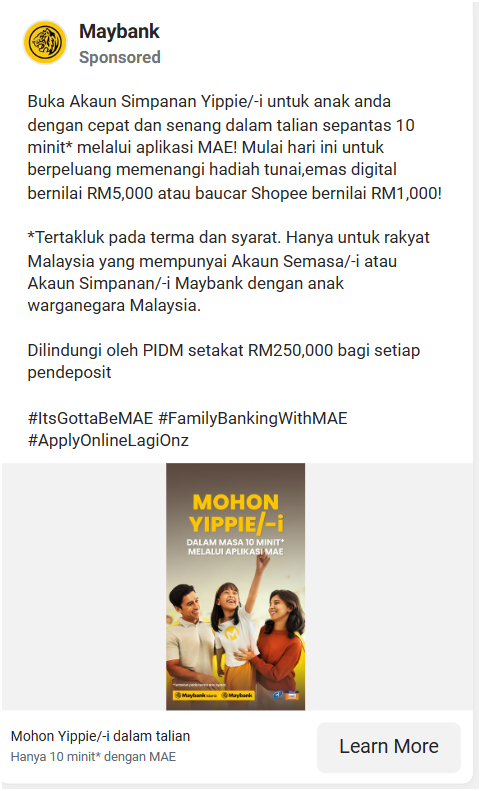 Maybank
Sponsored
Buka Akaun Simpanan Yippie/-i untuk anak anda
dengan cepat dan senang dalam talian sepantas 10
minit* melalui aplikasi MAE! Mulai hari ini untuk
berpeluang memenangi hadiah tunai,emas digital
bernilai RM5,000 atau baucar Shopee bernilai RM1,000!
*Tertakluk pada terma dan syarat. Hanya untuk rakyat
Malaysia yang mempunyai Akaun Semasa/-i atau
Akaun Simpanan/-i Maybank dengan anak
warganegara Malaysia.
Dilindungi oleh PIDM setakat RM250,000 bagi setiap
pendeposit
#ItsGottaBeMAE #FamilyBankingWithMAE
#ApplyOnlineLagiOnz
MOHON
YIPPIE/-i
DALAM MASA 10 MINIT*
MELALUI APLIKASI MAE
Maybank Maybank
Mohon Yippie/-i dalam talian
Hanya 10 minit* dengan MAE
Learn More